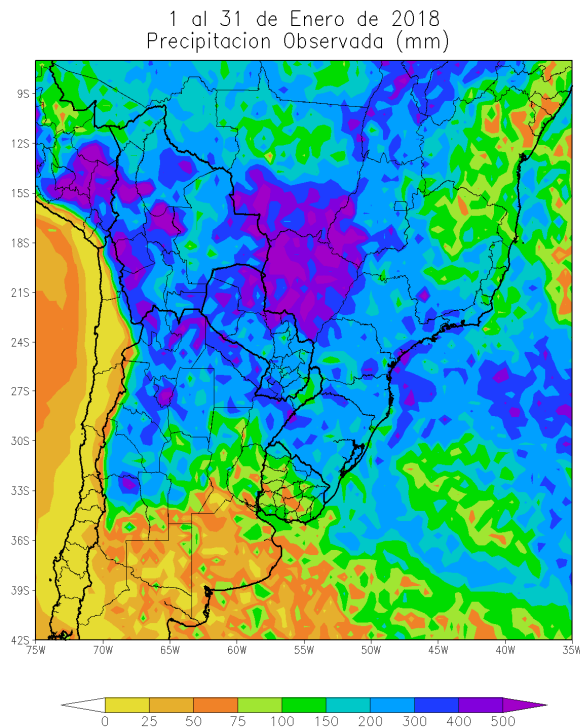 1 al 31 de Enero de 2018
Precipitacion Observada (mm)
9S
12S
15S
18S
21S
24S
27S
30S
33S
36S
39S
42S
75W 70W 65W 60W 55W 50W 45W 40W 35W
0 25 50 75 100 150 200 300 400 500